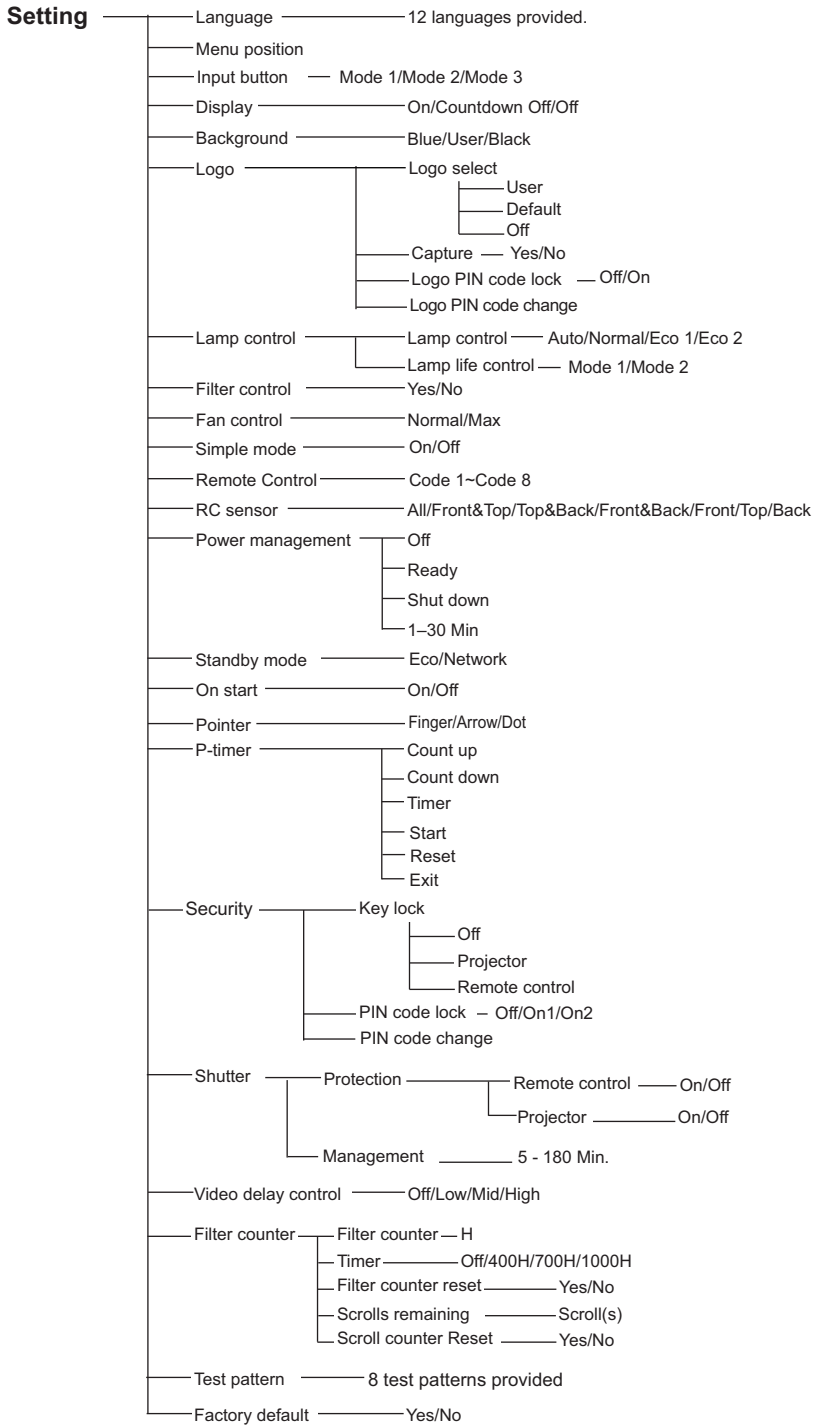 Setting
Language 12 languages provided.
Menu position
Input button Mode 1/Mode 2/Mode 3
Display On/Countdown Off/Off
Background Blue/User/Black
Logo Logo select
User
Default
Off
Capture Yes/No
Logo PIN code lock Off/On
Logo PIN code change
Lamp control Lamp control Auto/Normal/Eco 1/Eco 2
Lamp life control Mode 1/Mode 2
Filter control Yes/No
Fan control Normal/Max
Simple mode On/Off
Remote Control Code 1~Code 8
RC sensor All/Front&Top/Top&Back/Front&Back/Front/Top/Back
Power management Off
Ready
Shut down
1–30 Min
Standby mode Eco/Network
On start On/Off
Pointer Finger/Arrow/Dot
P-timer Count up
Count down
Timer
Start
Reset
Exit
Security Key lock
Off
Projector
Remote control
PIN code lock Off/On1/On2
PIN code change
Shutter Protection Remote control On/Off
Projector On/Off
Management 5 - 180 Min.
Video delay control Off/Low/Mid/High
Filter counter Filter counter H
Timer Off/400H/700H/1000H
Filter counter reset Yes/No
Scrolls remaining Scroll(s)
Scroll counter Reset Yes/No
Test pattern 8 test patterns provided
Factory default Yes/No